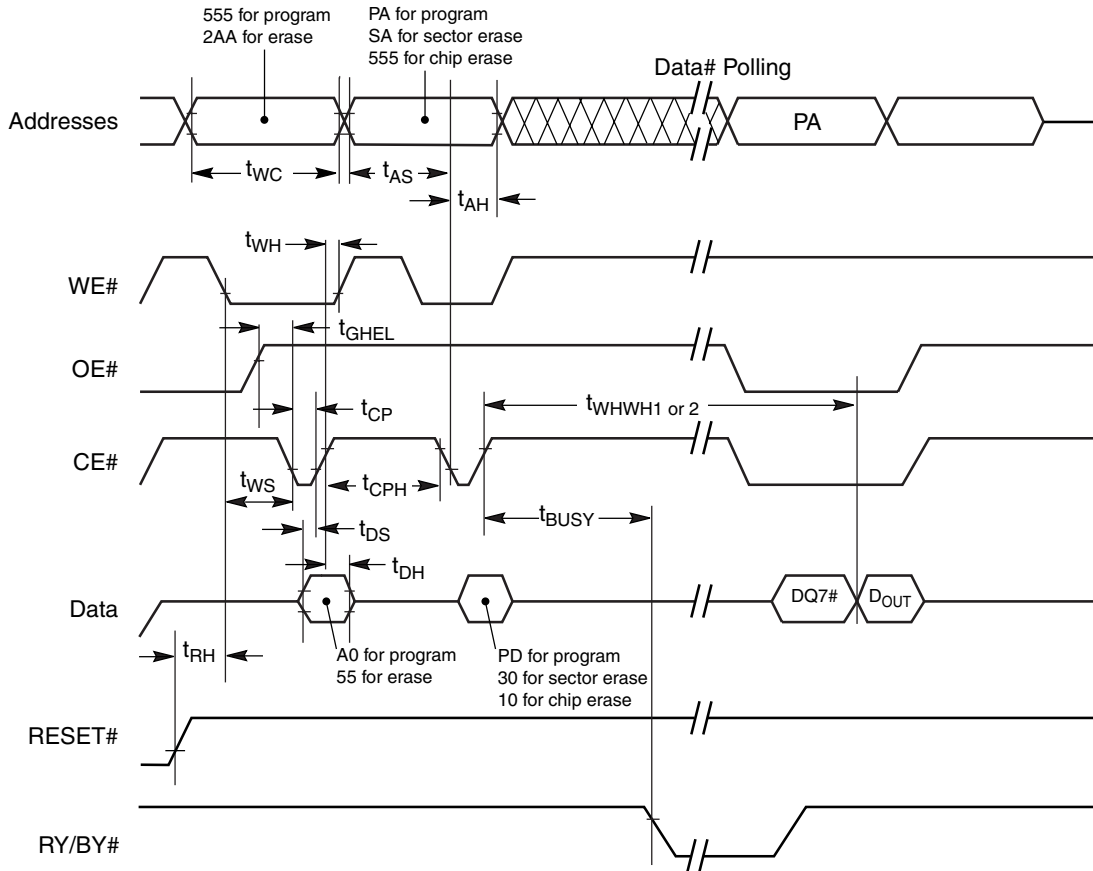 555 for program
2AA for erase
PA for program
SA for sector erase
555 for chip erase
Data# Polling
Addresses
PA
tWC
tAS
tAH
tWH
WE#
tGHEL
OE#
tWHWH1 or 2
tCP
CE#
tWS
tCPH
tBUSY
tDS
tDH
Data
DQ7#
DOUT
tRH
A0 for program
55 for erase
PD for program
30 for sector erase
10 for chip erase
RESET#
RY/BY#